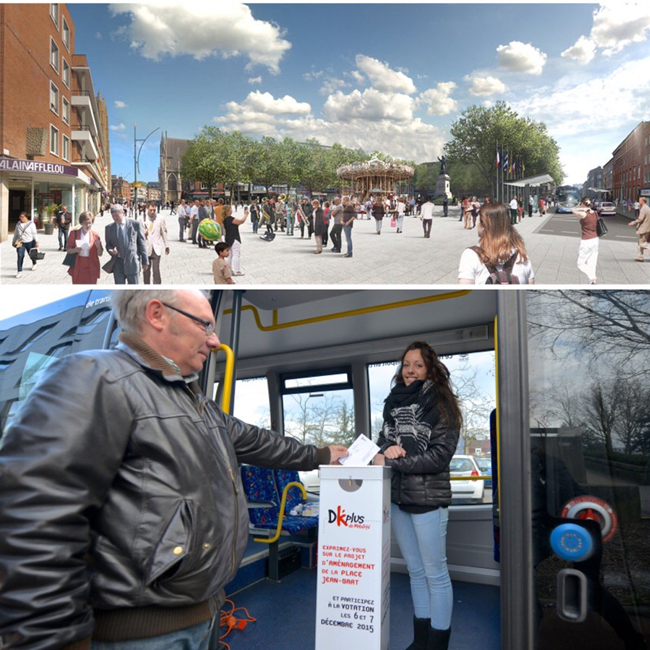 ALAIN AFFLELOU
DKplus
de mobilité
EXPRIMEZ-VOUS
SUR LE PROJET
D'AMÉNAGEMENT
DE LA PLACE
JEAN-BART
ET PARTICIPEZ
À LA VOTATION
LES 6 ET 7
DÉCEMBRE 2015